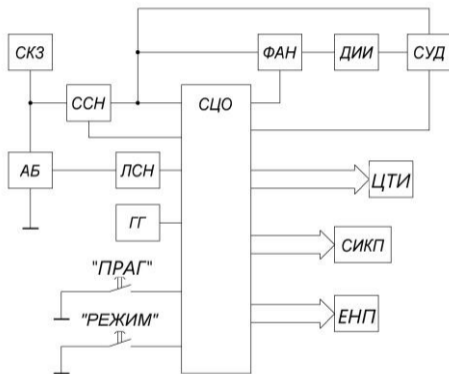 СКЗ
ФАН
ДИИ
СУД
ССН
СЦО
АБ
ЛСН
ЦТИ
ГГ
СИКП
"ПРАГ"
ЕНП
"РЕЖИМ"